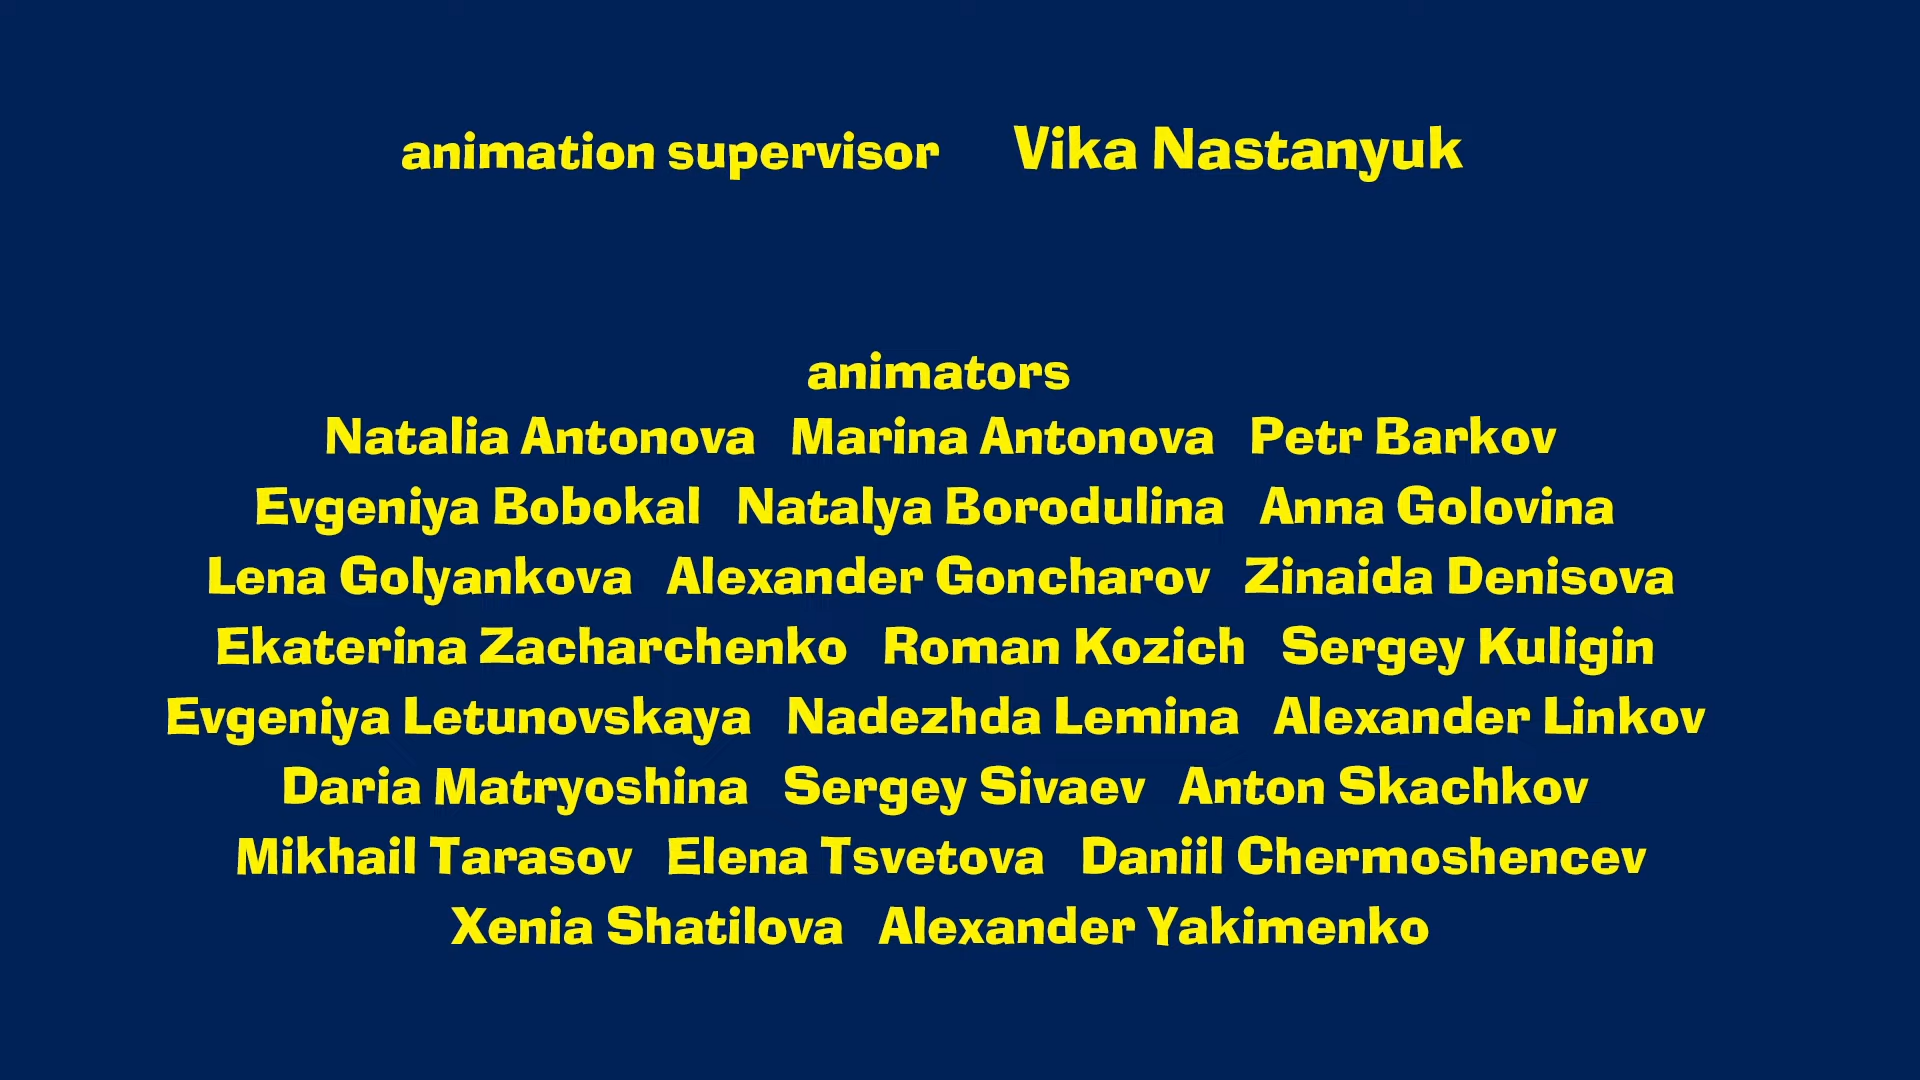 animation supervisor Vika Nastanyuk
animators
Natalia Antonova Marina Antonova Petr Barkov
Evgeniya Bobokal Natalya Borodulina Anna Golovina
Lena Golyankova Alexander Goncharov Zinaida Denisova
Ekaterina Zacharchenko Roman Kozich Sergey Kuligin
Evgeniya Letunovskaya Nadezhda Lemina Alexander Linkov
Daria Matryoshina Sergey Sivaev Anton Skachkov
Mikhail Tarasov Elena Tsvetova Daniil Chermoshencev
Xenia Shatilova Alexander Yakimenko